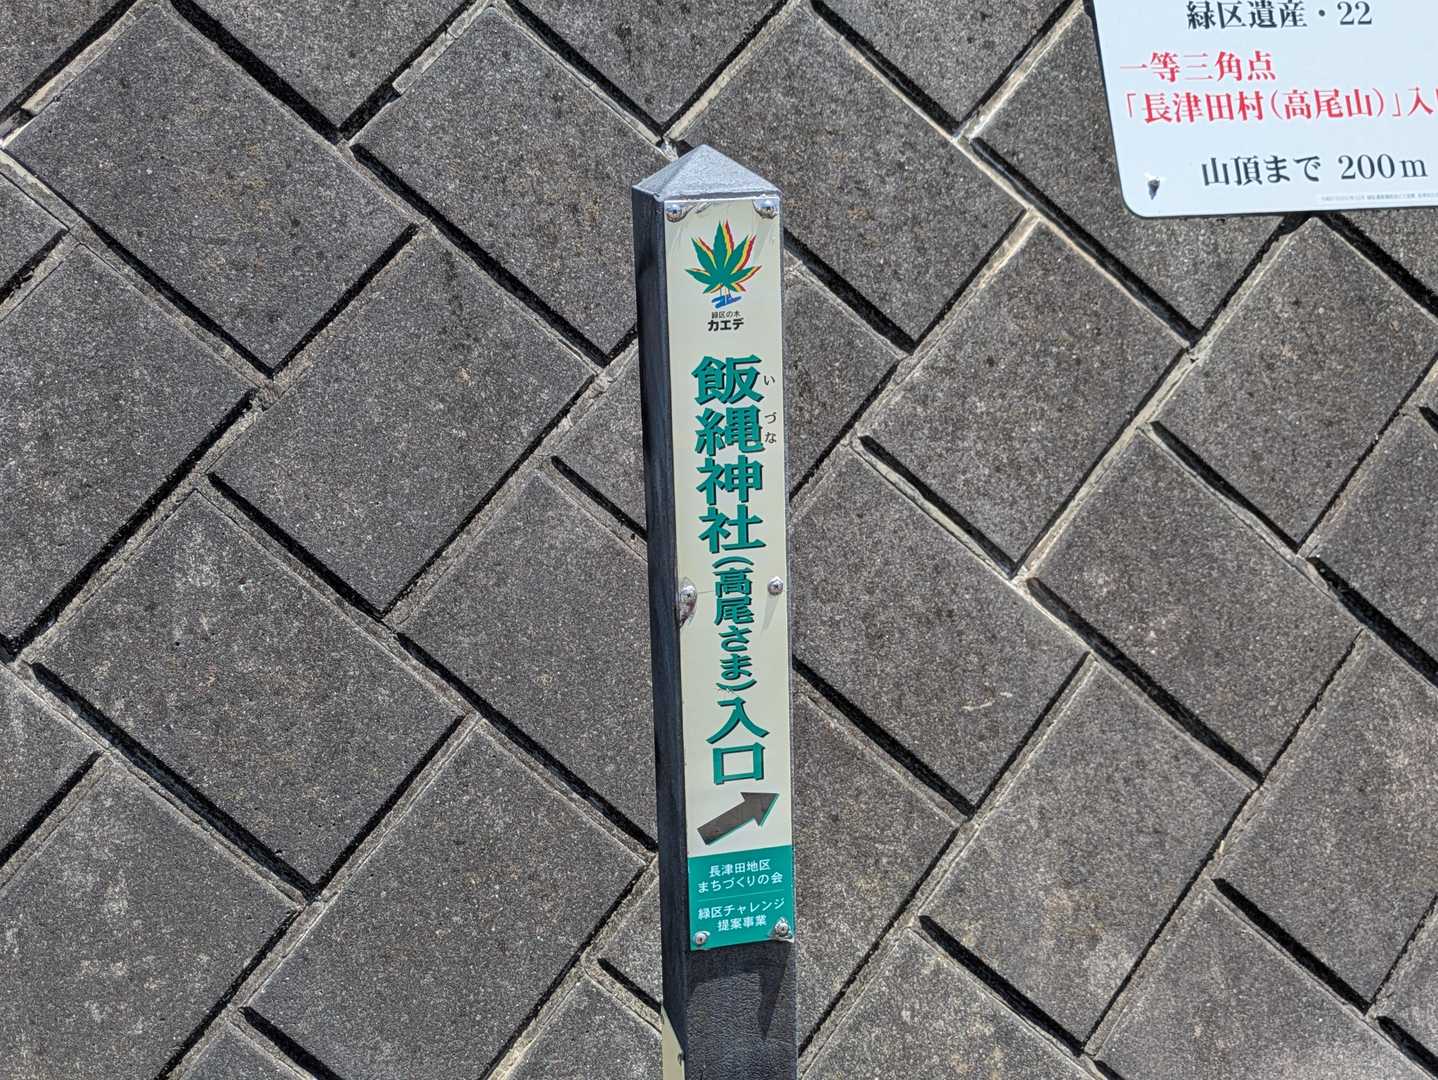 緑区の木
カエデ
飯縄神社(高尾さま)入口
いづな
長津田地区
まちづくりの会
緑区チャレンジ
提案事業
緑区遺産・22
一等三角点
「長津田村(高尾山)」入
山頂まで 200m